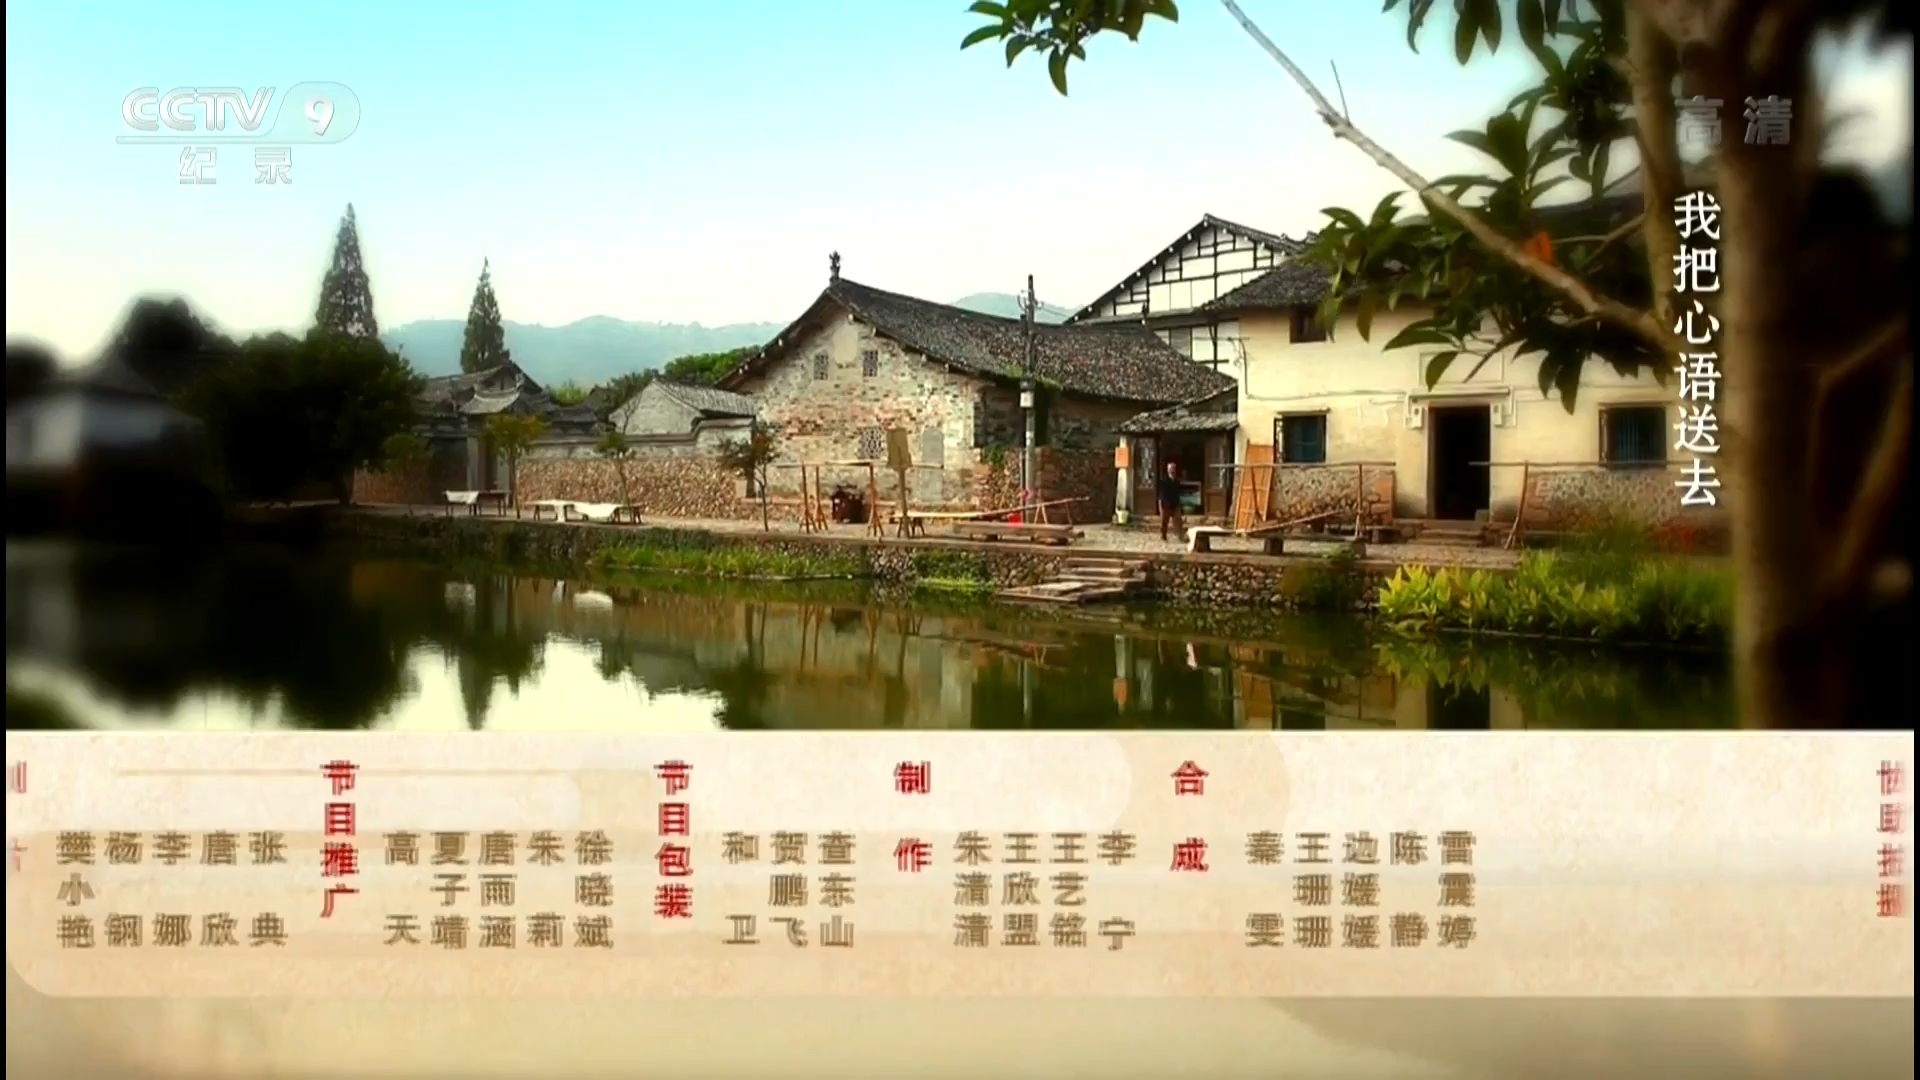 CCTV 9
纪录
高清
我把心语送去
樊小艳
杨钢
李娜
唐欣
张典
节目推广
高天
夏子靖
唐雨涵
朱莉
徐晓斌
节目包装
和卫
贺鹏飞
查东山
制作
朱清清
王欣盟
王艺铭
李宁
合成
秦雯
王珊珊
边媛媛
陈静
雷震婷